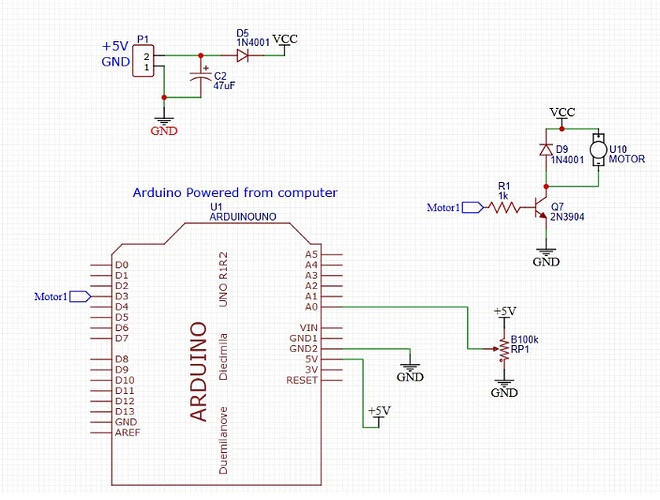 P1
+5V
2
GND
1
D5
1N4001
VCC
+
C2
47uF
GND
VCC
D9
1N4001
U10
MOTOR
R1
1k
Motor1
Q7
2N3904
GND
Arduino Powered from computer
U1
ARDUINOUNO
D0
D1
D2
D3
D4
D5
D6
D7
D8
D9
D10
D11
D12
D13
GND
AREF
Motor1
ARDUINO
UNO R1R2
Diecimila
Duemilanove
A5
A4
A3
A2
A1
A0
VIN
GND1
GND2
5V
3V
RESET
GND
+5V
+5V
B100k
RP1
GND